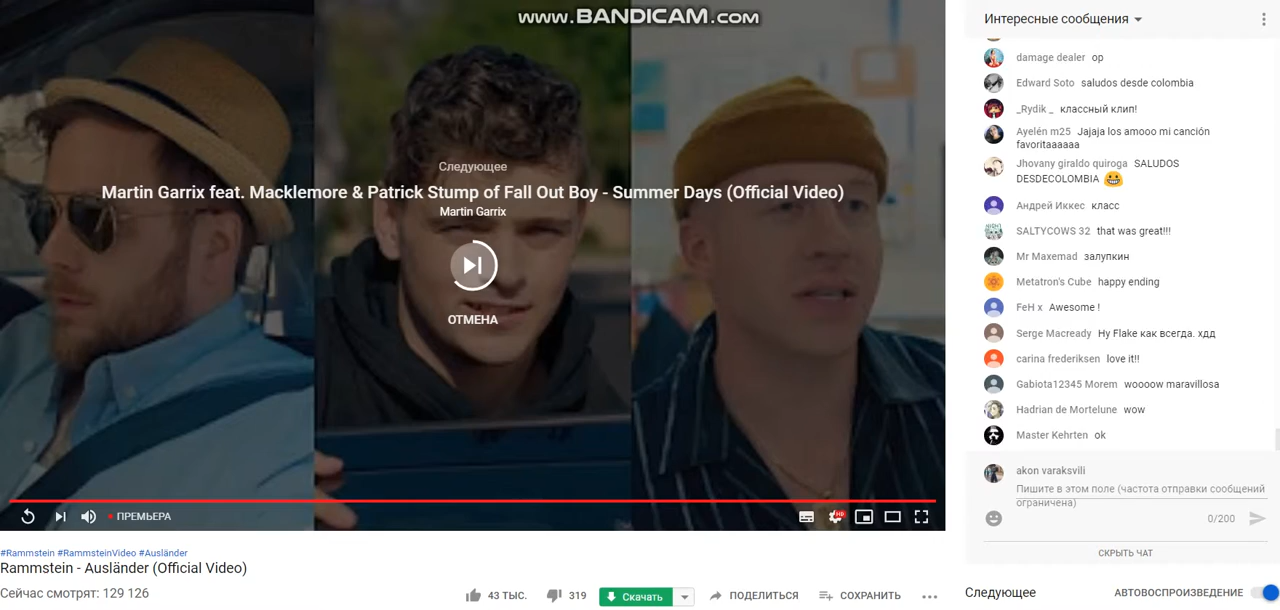 www.BANDICAM.com
Следующее
Martin Garrix feat. Macklemore & Patrick Stump of Fall Out Boy - Summer Days (Official Video)
Martin Garrix
ОТМЕНА
ПРЕМЬЕРА
HD
#Rammstein #RammsteinVideo #Ausländer
Rammstein - Ausländer (Official Video)
Сейчас смотрят: 129 126
43 ТЫС.
319
Скачать
ПОДЕЛИТЬСЯ
СОХРАНИТЬ
Интересные сообщения
damage dealer op
Edward Soto saludos desde colombia
_Rydik _ классный клип!
Ayelén m25 Jajaja los amooo mi canción
favoritaaaaaa
Jhovany giraldo quiroga SALUDOS
DESDECOLOMBIA
Андрей Иккес класс
SALTYCOWS 32 that was great!!!
Mr Maxemad залупкин
Metatron's Cube happy ending
FeH x Awesome !
Serge Macready Ну Flake как всегда. хдд
carina frederiksen love it!!
Gabiota12345 Morem woooow maravillosa
Hadrian de Mortelune wow
Master Kehrten ok
akon varaksvili
Пишите в этом поле (частота отправки сообщений
ограничена)
0/200
СКРЫТЬ ЧАТ
Следующее
АВТОВОСПРОИЗВЕДЕНИЕ